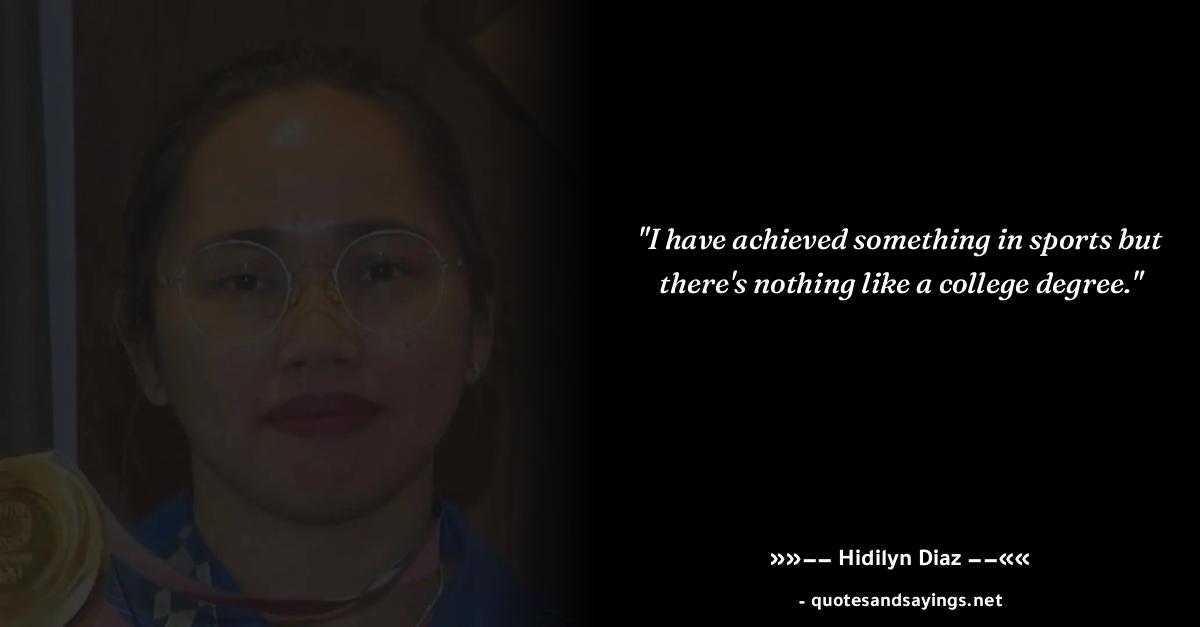 "I have achieved something in sports but
there's nothing like a college degree."
»»−− Hidilyn Diaz −−««
- quotesandsayings.net